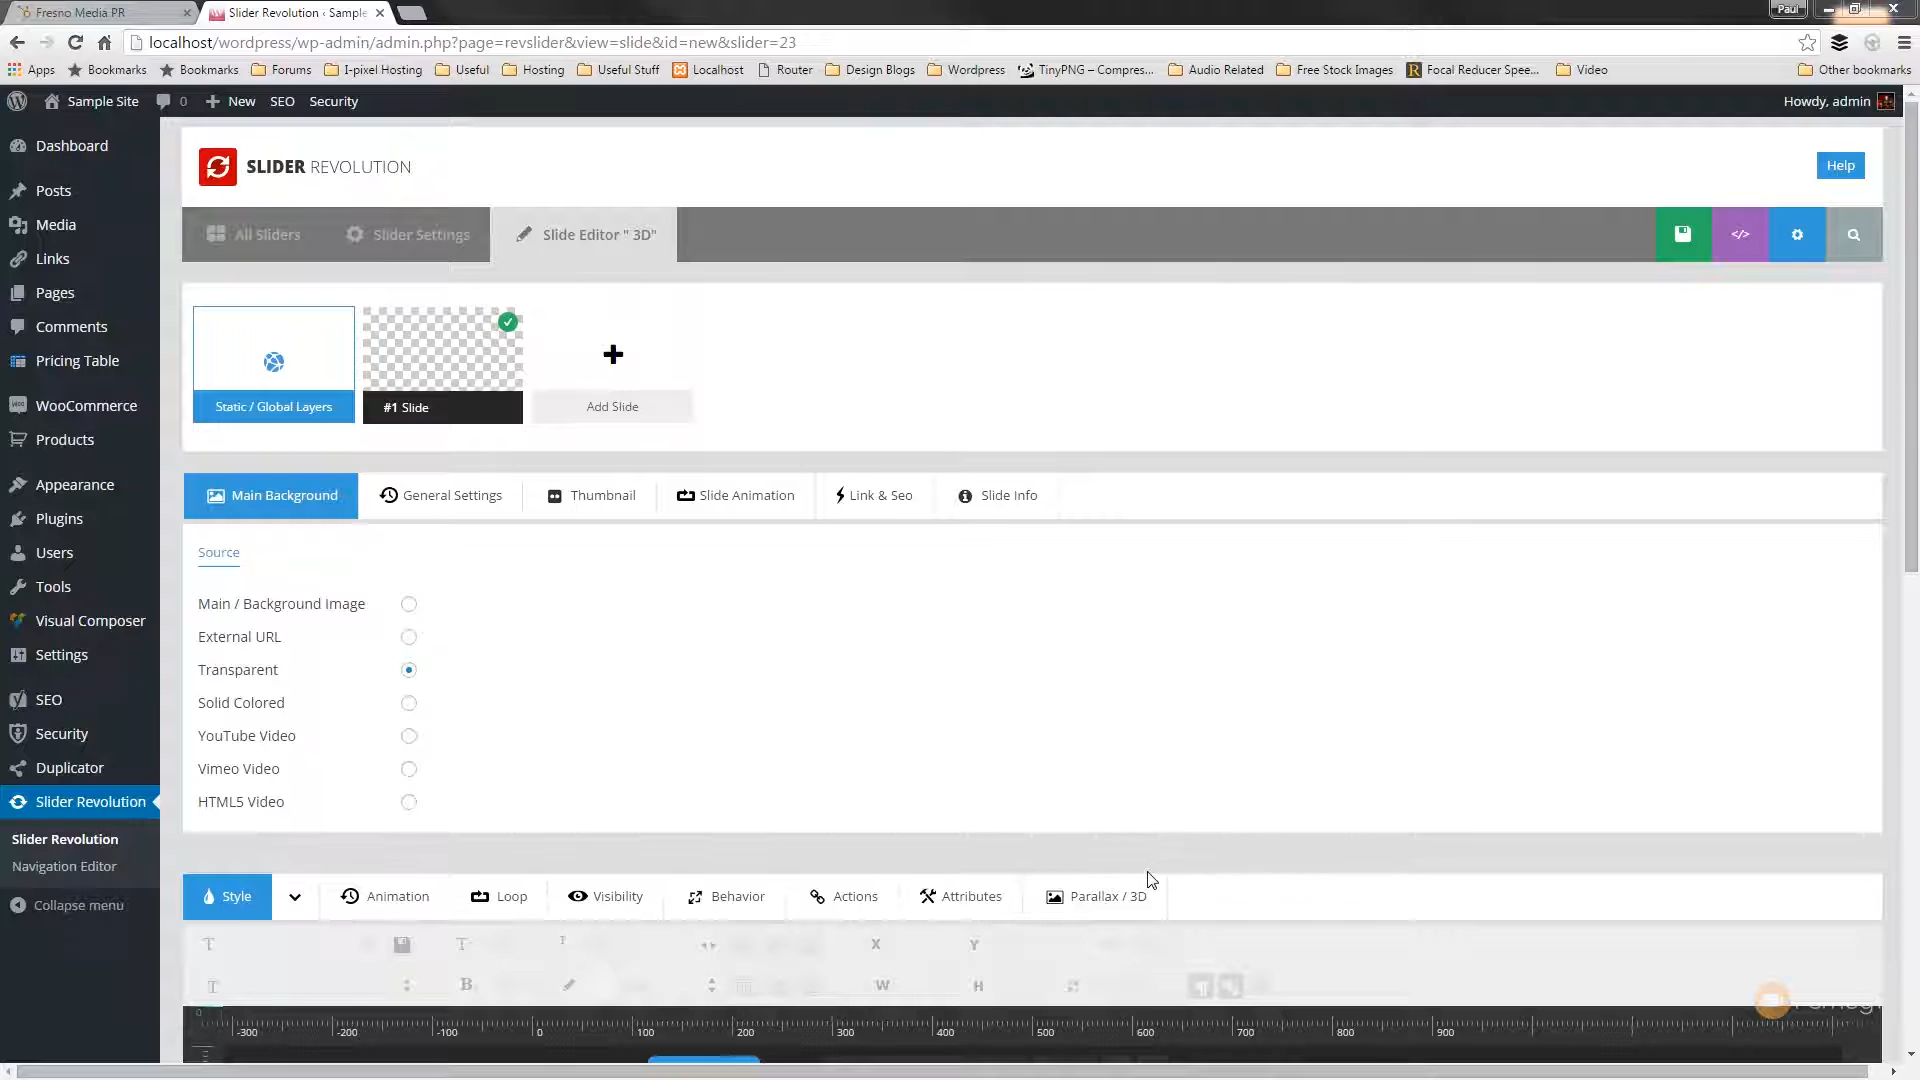 Fresno Media PR
Slider Revolution ‹ Sample
Paul
localhost/wordpress/wp-admin/admin.php?page=revslider&view=slide&id=new&slider=23
Apps Bookmarks Bookmarks Forums I-pixel Hosting Useful Hosting Useful Stuff Localhost Router Design Blogs Wordpress TinyPNG – Compres... Audio Related Free Stock Images Focal Reducer Spee... Video Other bookmarks
Sample Site 0 New SEO Security Howdy, admin
Dashboard
Posts
Media
Links
Pages
Comments
Pricing Table
WooCommerce
Products
Appearance
Plugins
Users
Tools
Visual Composer
Settings
SEO
Security
Duplicator
Slider Revolution
Slider Revolution
Navigation Editor
Collapse menu
SLIDER REVOLUTION
Help
All Sliders Slider Settings Slide Editor " 3D"
Static / Global Layers #1 Slide Add Slide
Main Background General Settings Thumbnail Slide Animation Link & Seo Slide Info
Source
Main / Background Image
External URL
Transparent
Solid Colored
YouTube Video
Vimeo Video
HTML5 Video
Style Animation Loop Visibility Behavior Actions Attributes Parallax / 3D
X Y
B W H
0
-300 -200 -100 0 100 200 300 400 500 600 700 800 900